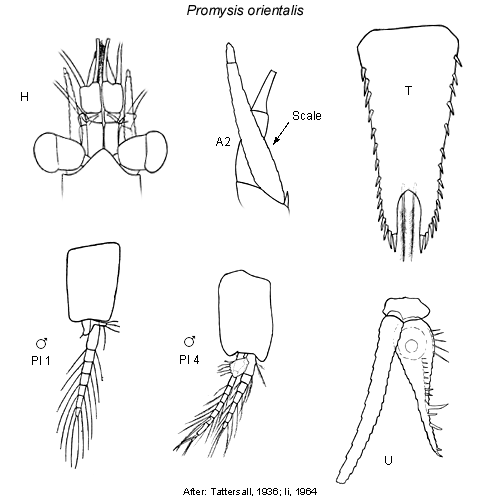 Promysis orientalis
H
A2
Scale
T
♂
Pl 1
♂
Pl 4
U
After: Tattersall, 1936; Ii, 1964